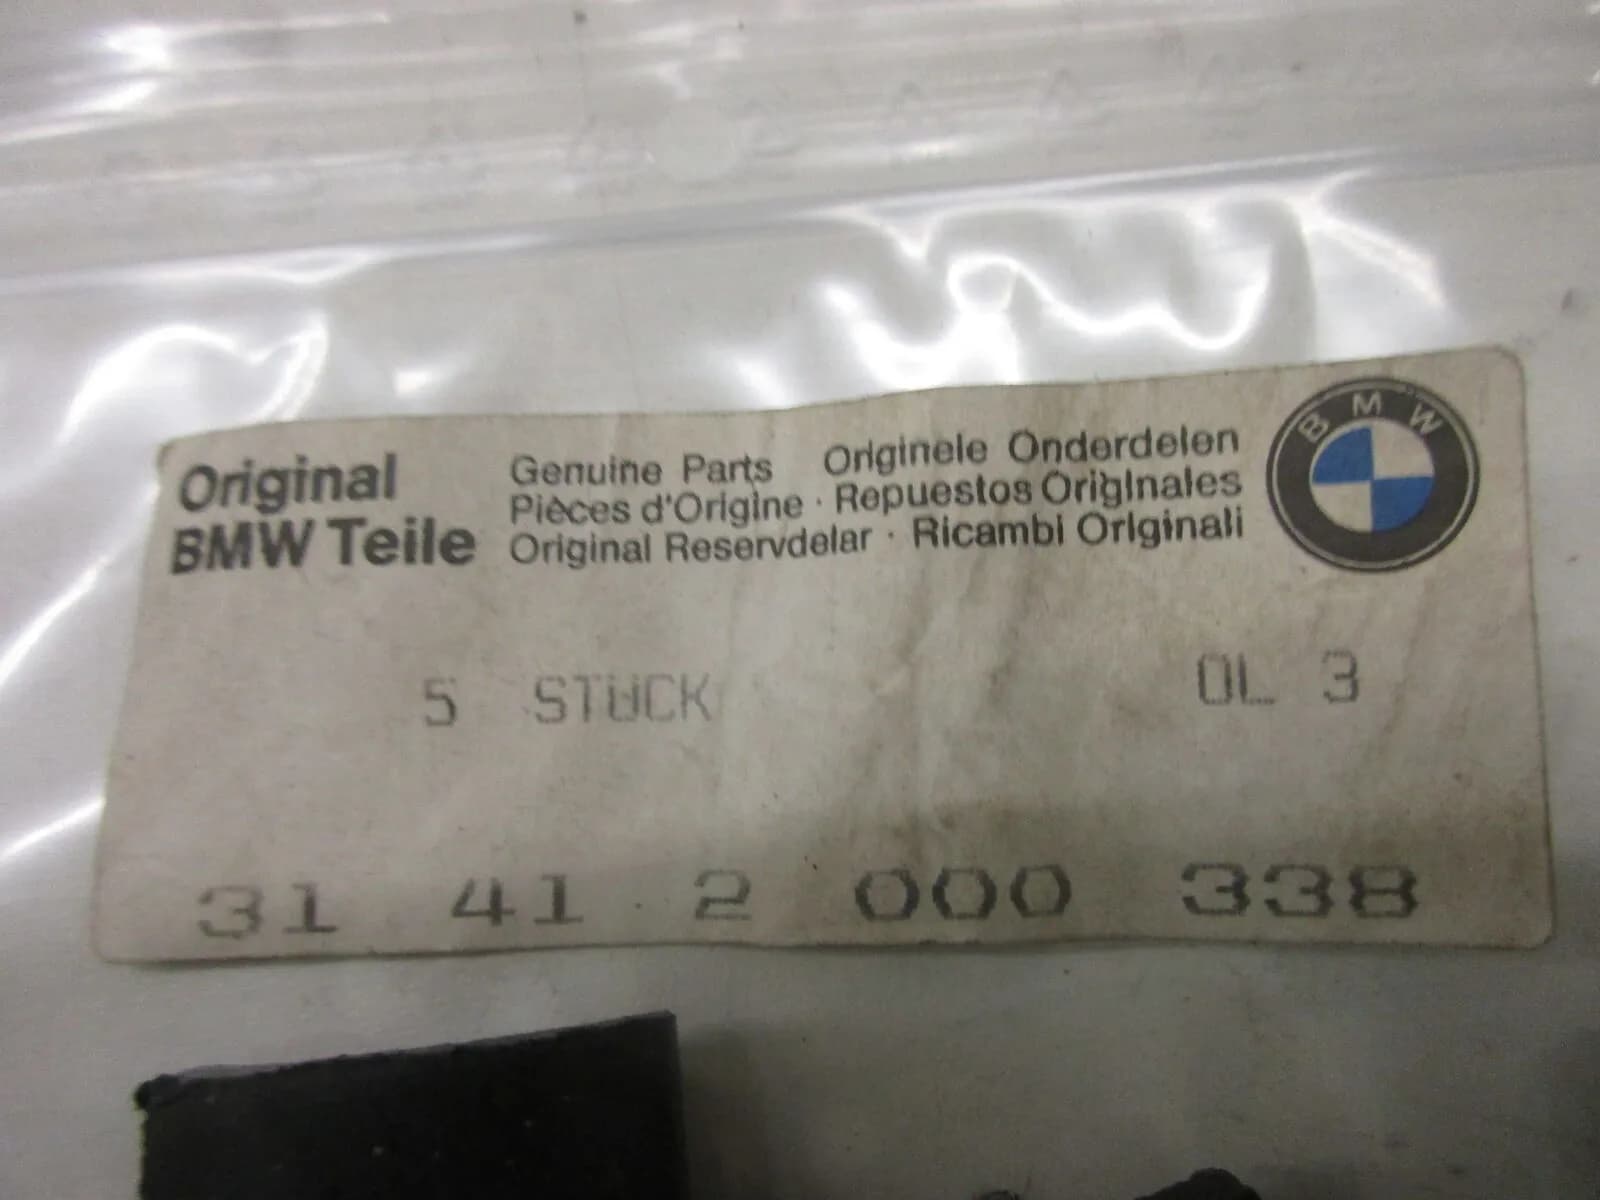 Original
BMW Teile
Genuine Parts Originele Onderdelen
Pièces d'Origine · Repuestos Originales
Original Reservdelar · Ricambi Originali
BMW
5 STÜCK OL 3
31 41 2 000 338